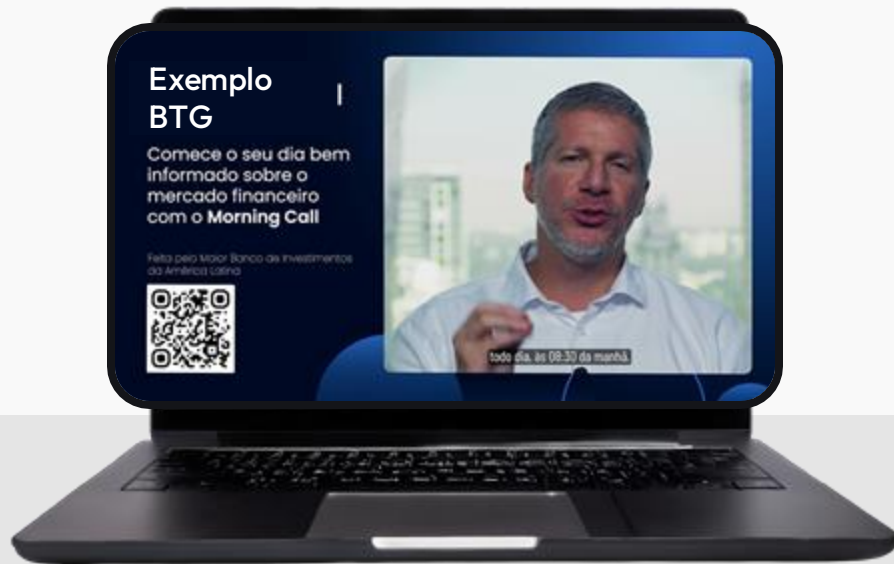 Exemplo
BTG
Comece o seu dia bem
informado sobre o
mercado financeiro
com o Morning Call
Feita pelo Maior Banco de Investimentos
da América Latina
todo dia, às 08:30 da manhã.